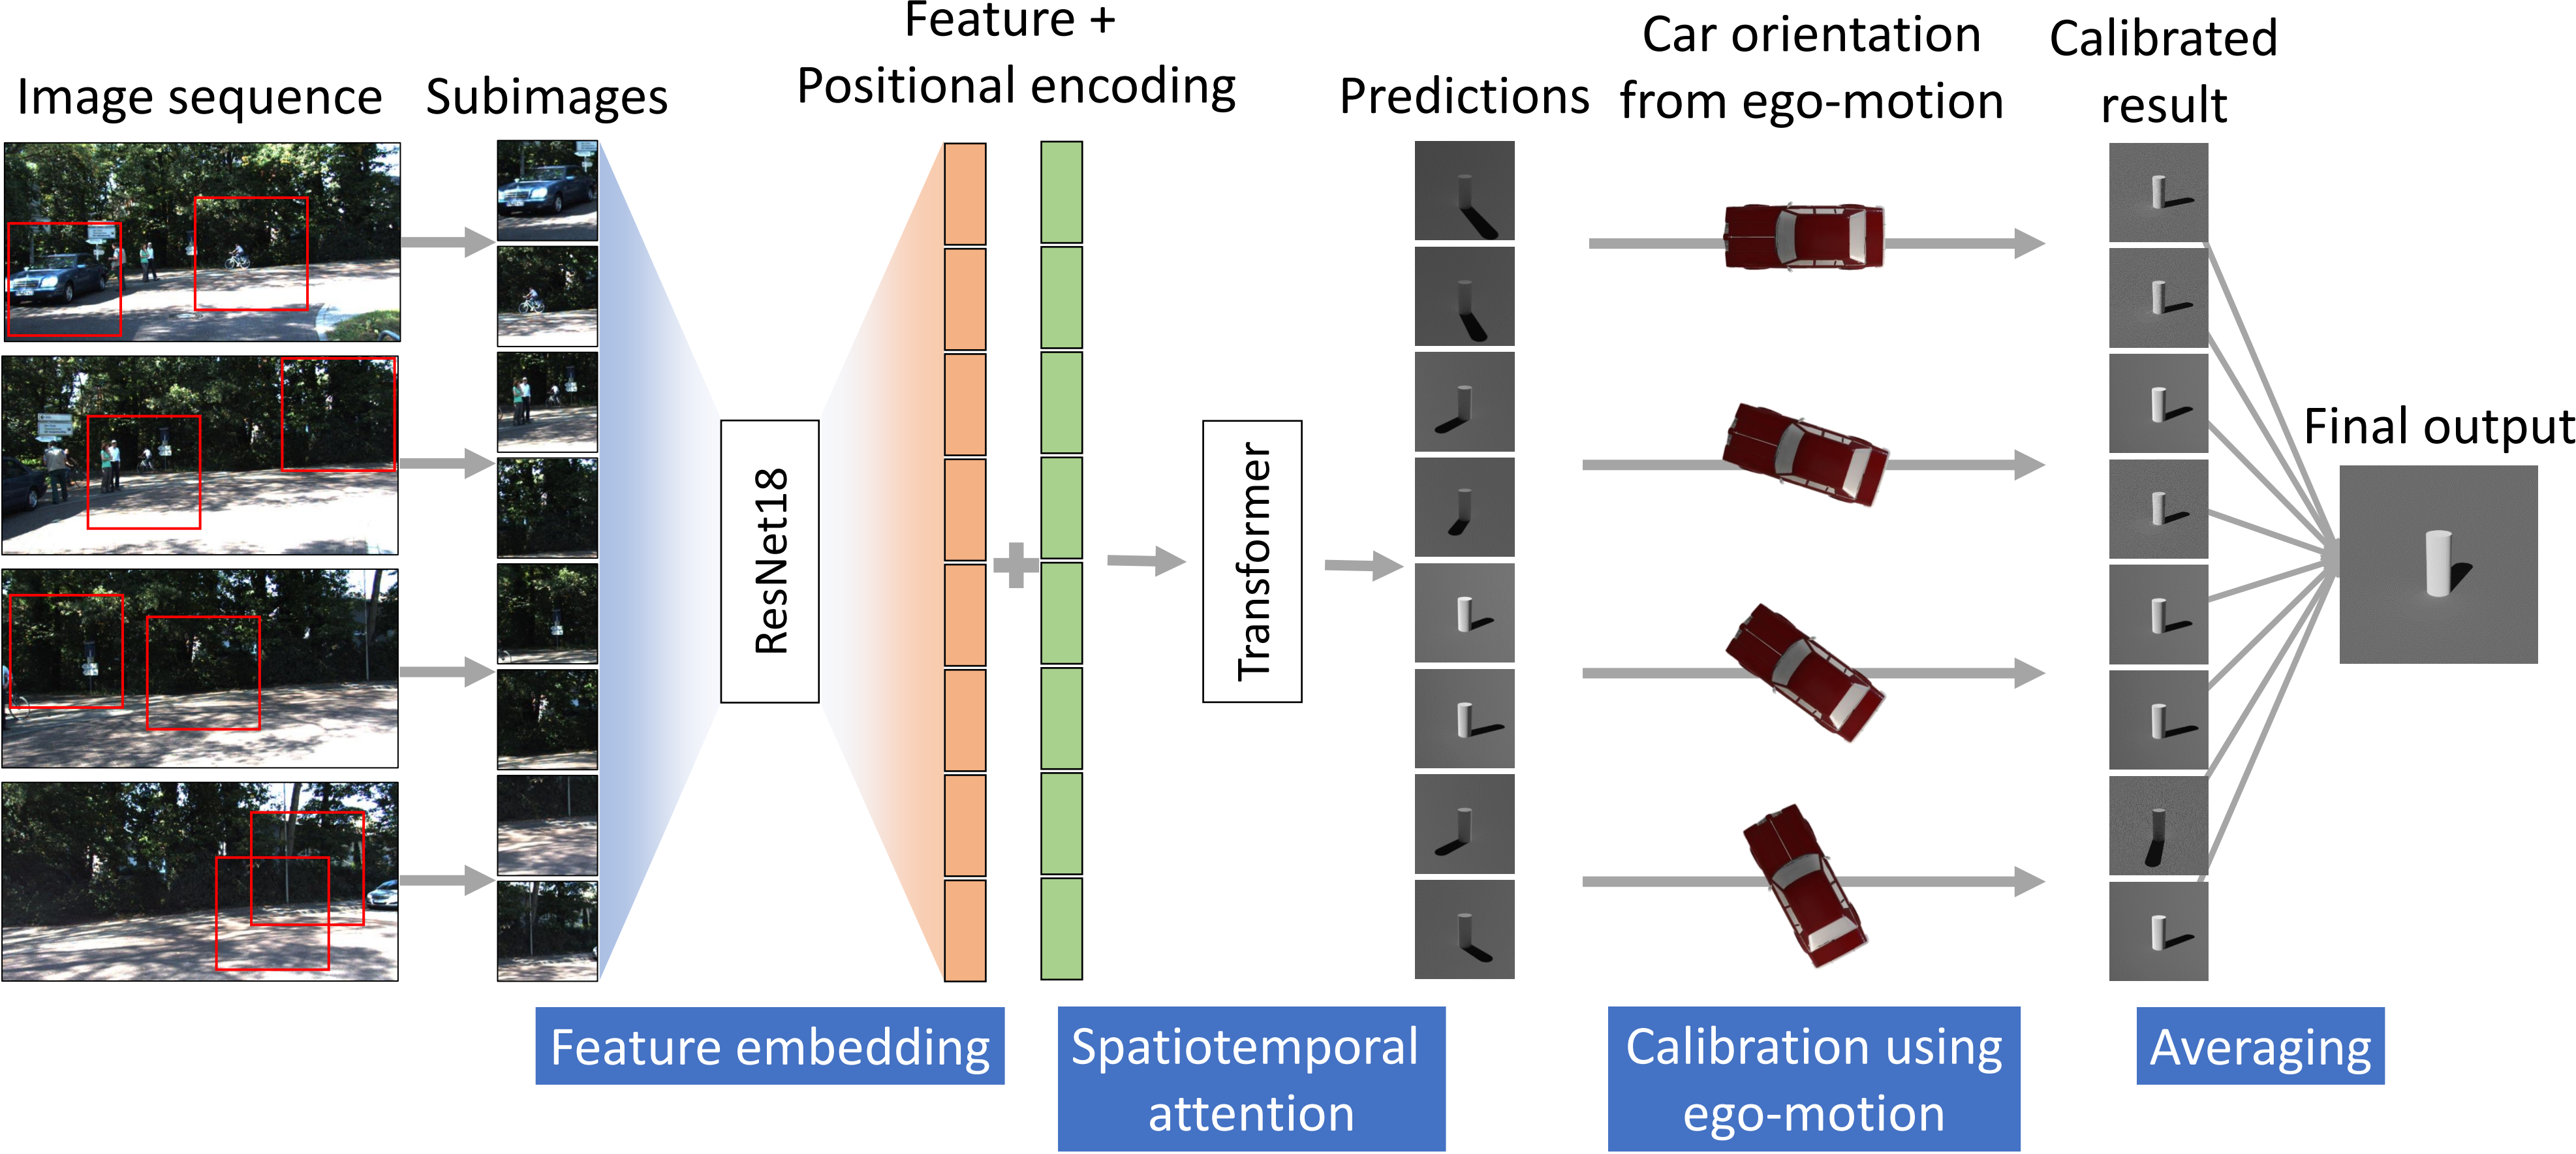 Image sequence
Subimages
Feature +
Positional encoding
Predictions
Car orientation
from ego-motion
Calibrated
result
ResNet18
Transformer
Final output
Feature embedding
Spatiotemporal
attention
Calibration using
ego-motion
Averaging